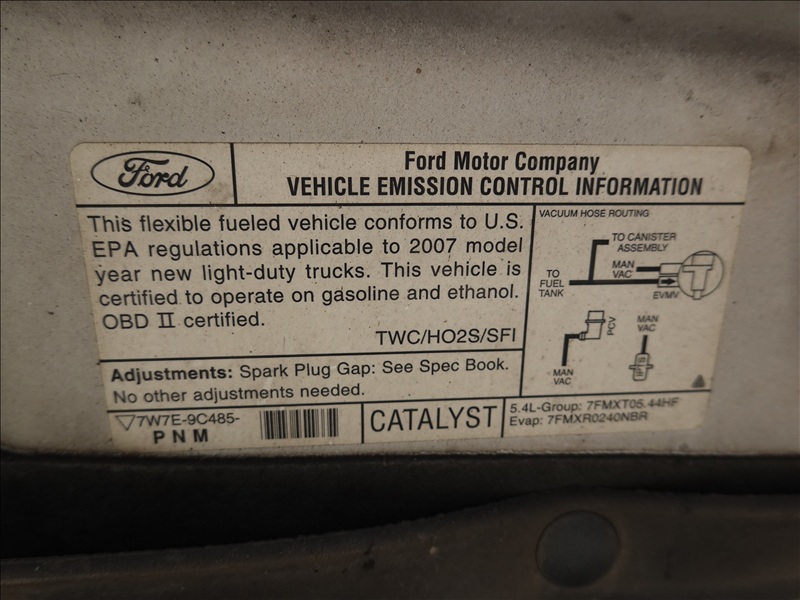 Ford
Ford Motor Company
VEHICLE EMISSION CONTROL INFORMATION
This flexible fueled vehicle conforms to U.S.
EPA regulations applicable to 2007 model
year new light-duty trucks. This vehicle is
certified to operate on gasoline and ethanol.
OBD II certified.
TWC/HO2S/SFI
Adjustments: Spark Plug Gap: See Spec Book.
No other adjustments needed.
7W7E-9C485-
PNM
CATALYST
VACUUM HOSE ROUTING
TO CANISTER
ASSEMBLY
MAN
VAC
TO
FUEL
TANK
EVMV
PCV
MAN
VAC
MAN
VAC
5.4L-Group: 7FMXT05.44HF
Evap: 7FMXR0240NBR